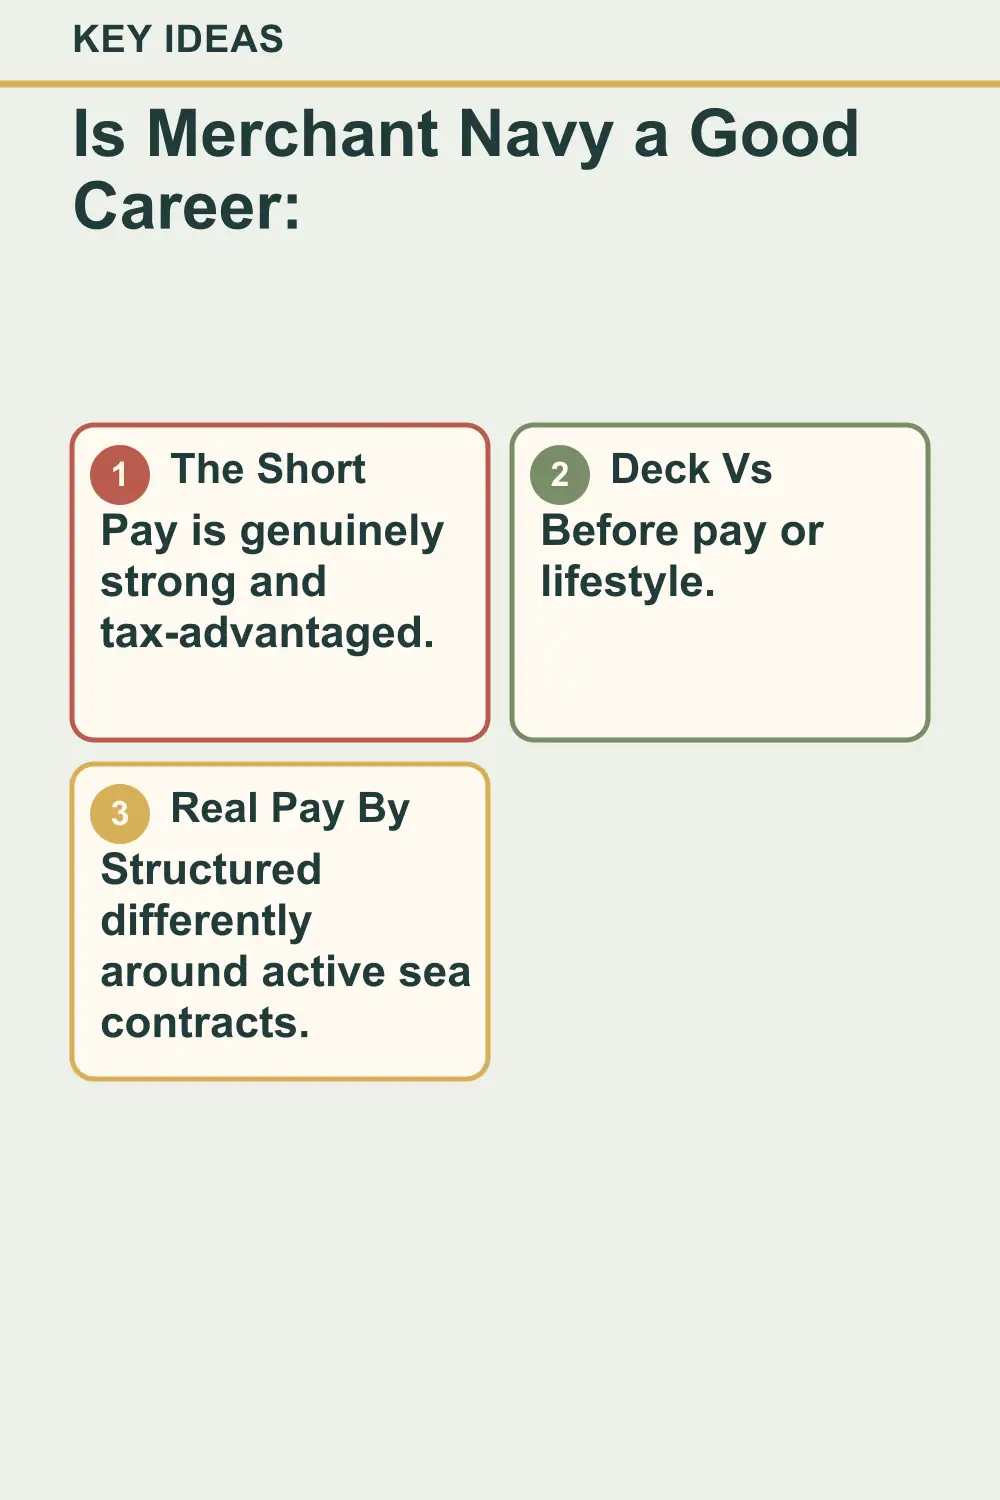 KEY IDEAS
Is Merchant Navy a Good
Career:
1 The Short
Pay is genuinely
strong and
tax-advantaged.
2 Deck Vs
Before pay or
lifestyle.
3 Real Pay By
Structured
differently
around active sea
contracts.